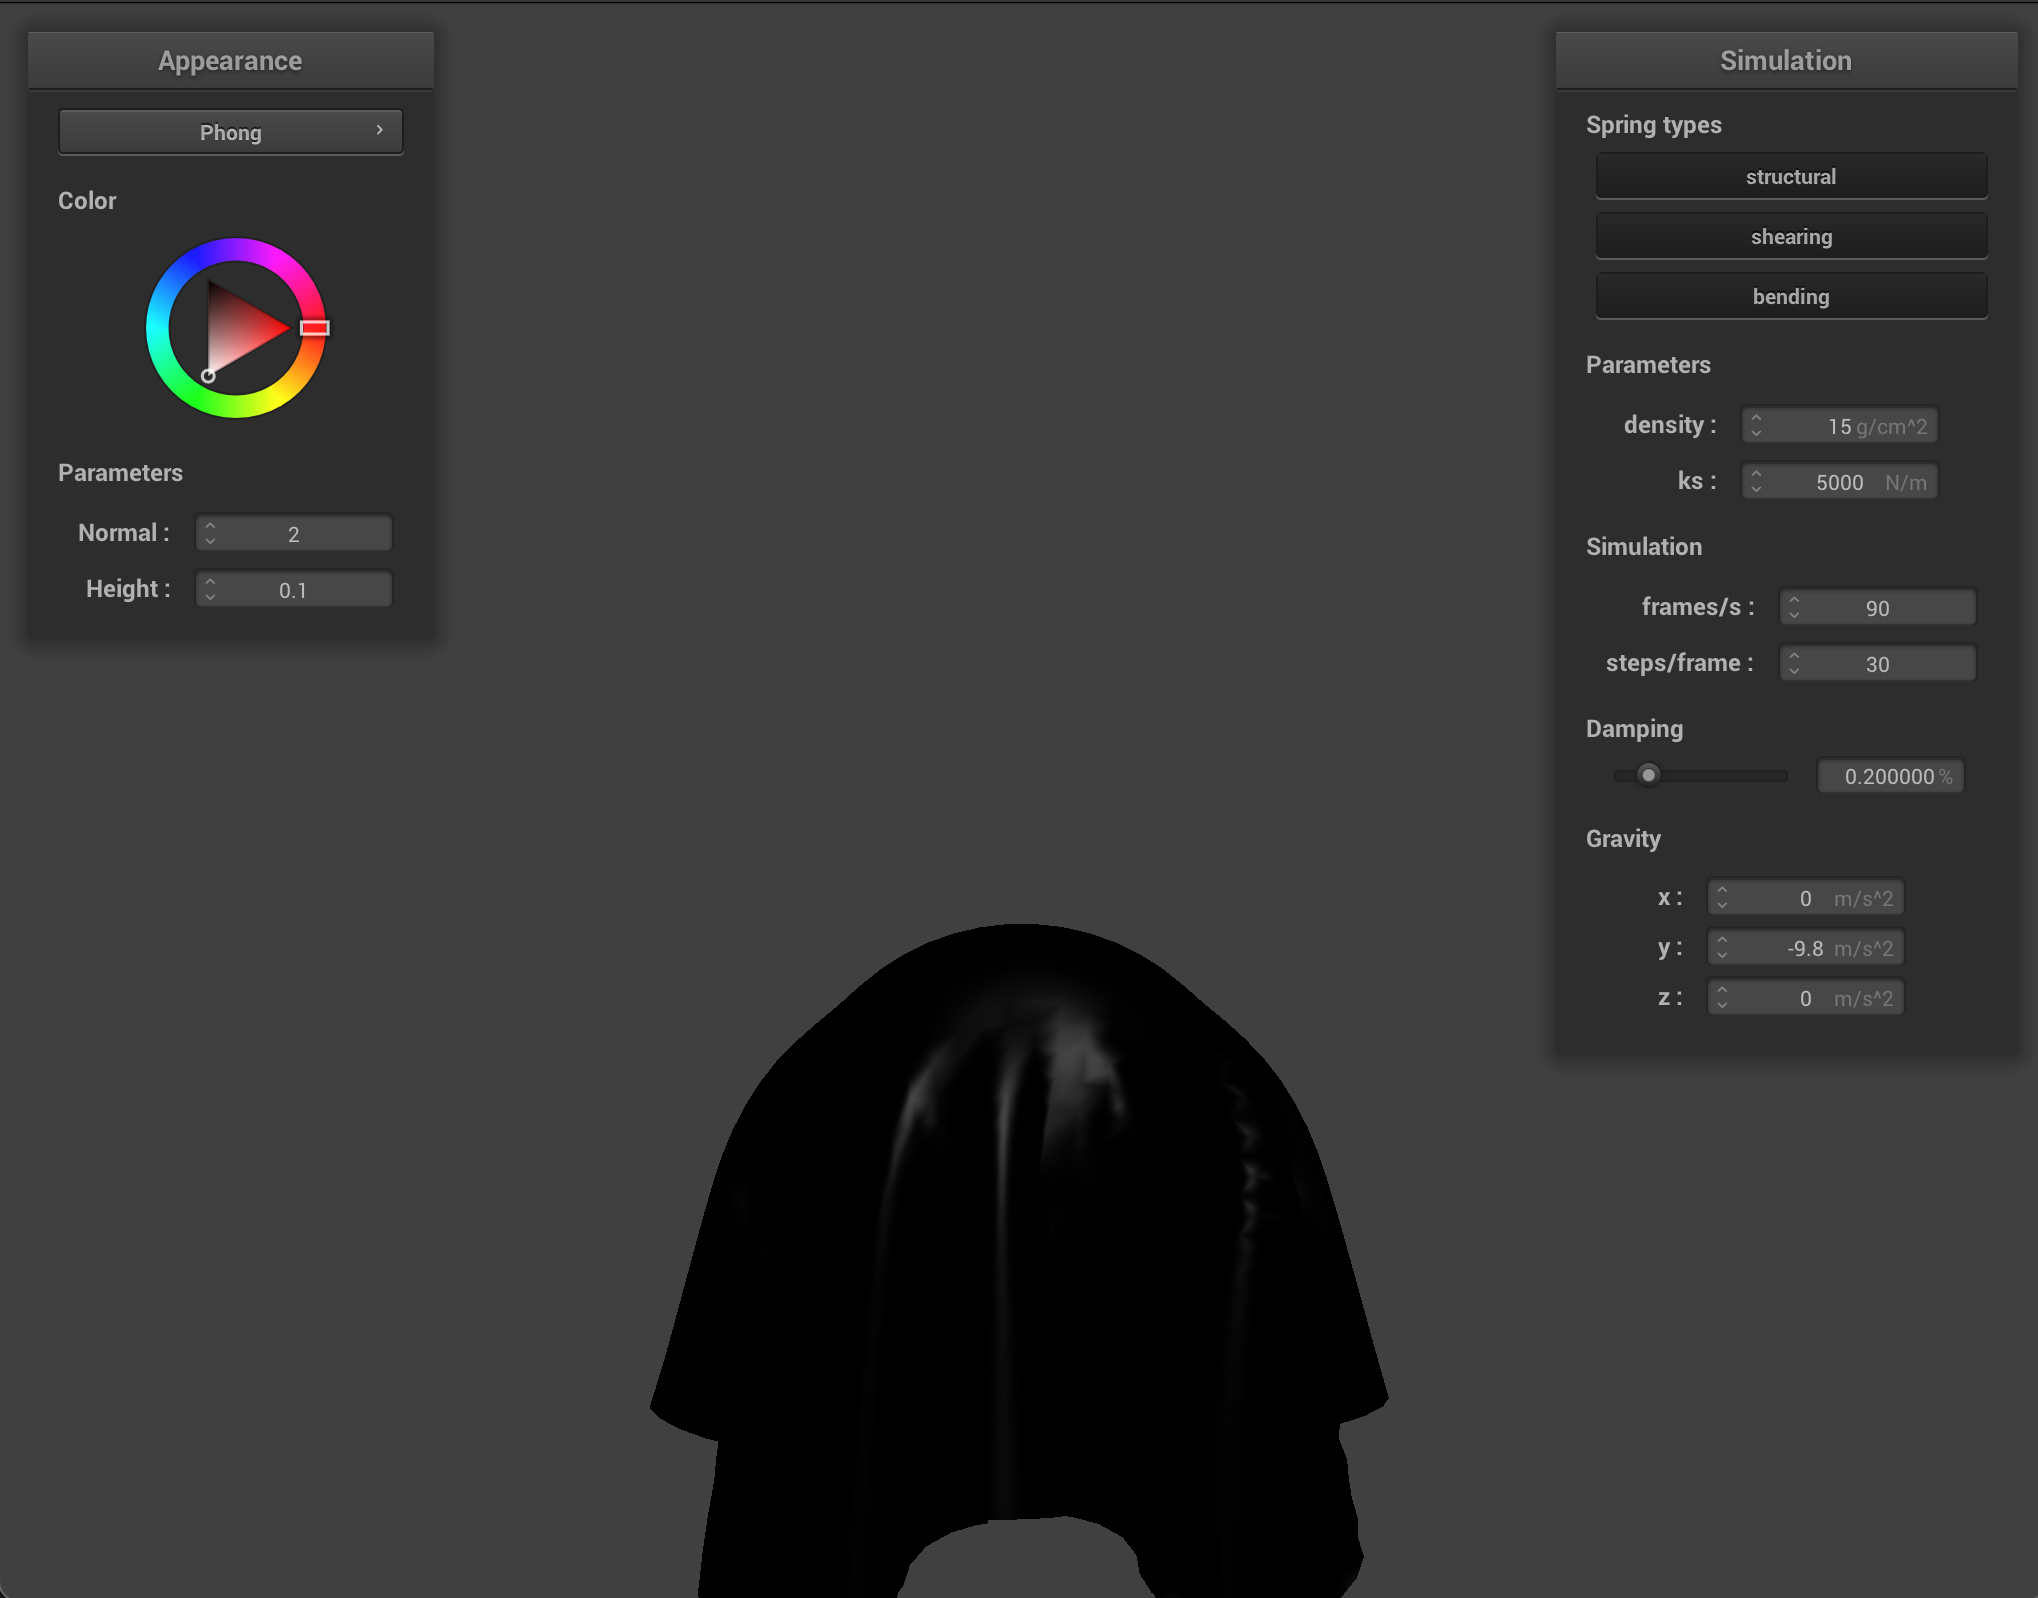 Appearance
Phong
Color
Parameters
Normal : 2
Height : 0.1
Simulation
Spring types
structural
shearing
bending
Parameters
density : 15 g/cm^2
ks : 5000 N/m
Simulation
frames/s : 90
steps/frame : 30
Damping
0.200000 %
Gravity
x : 0 m/s^2
y : -9.8 m/s^2
z : 0 m/s^2